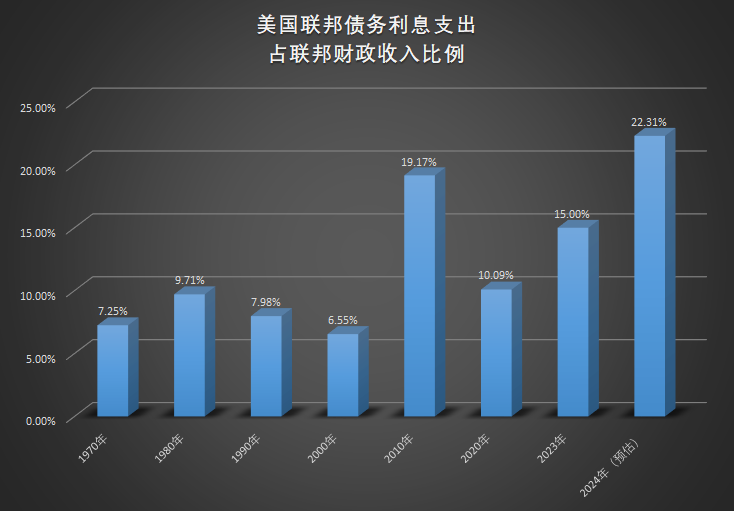 美国联邦债务利息支出
占联邦财政收入比例
25.00%
20.00%
15.00%
10.00%
5.00%
0.00%
7.25%
9.71%
7.98%
6.55%
19.17%
10.09%
15.00%
22.31%
1970年
1980年
1990年
2000年
2010年
2020年
2023年
2024年（预估）